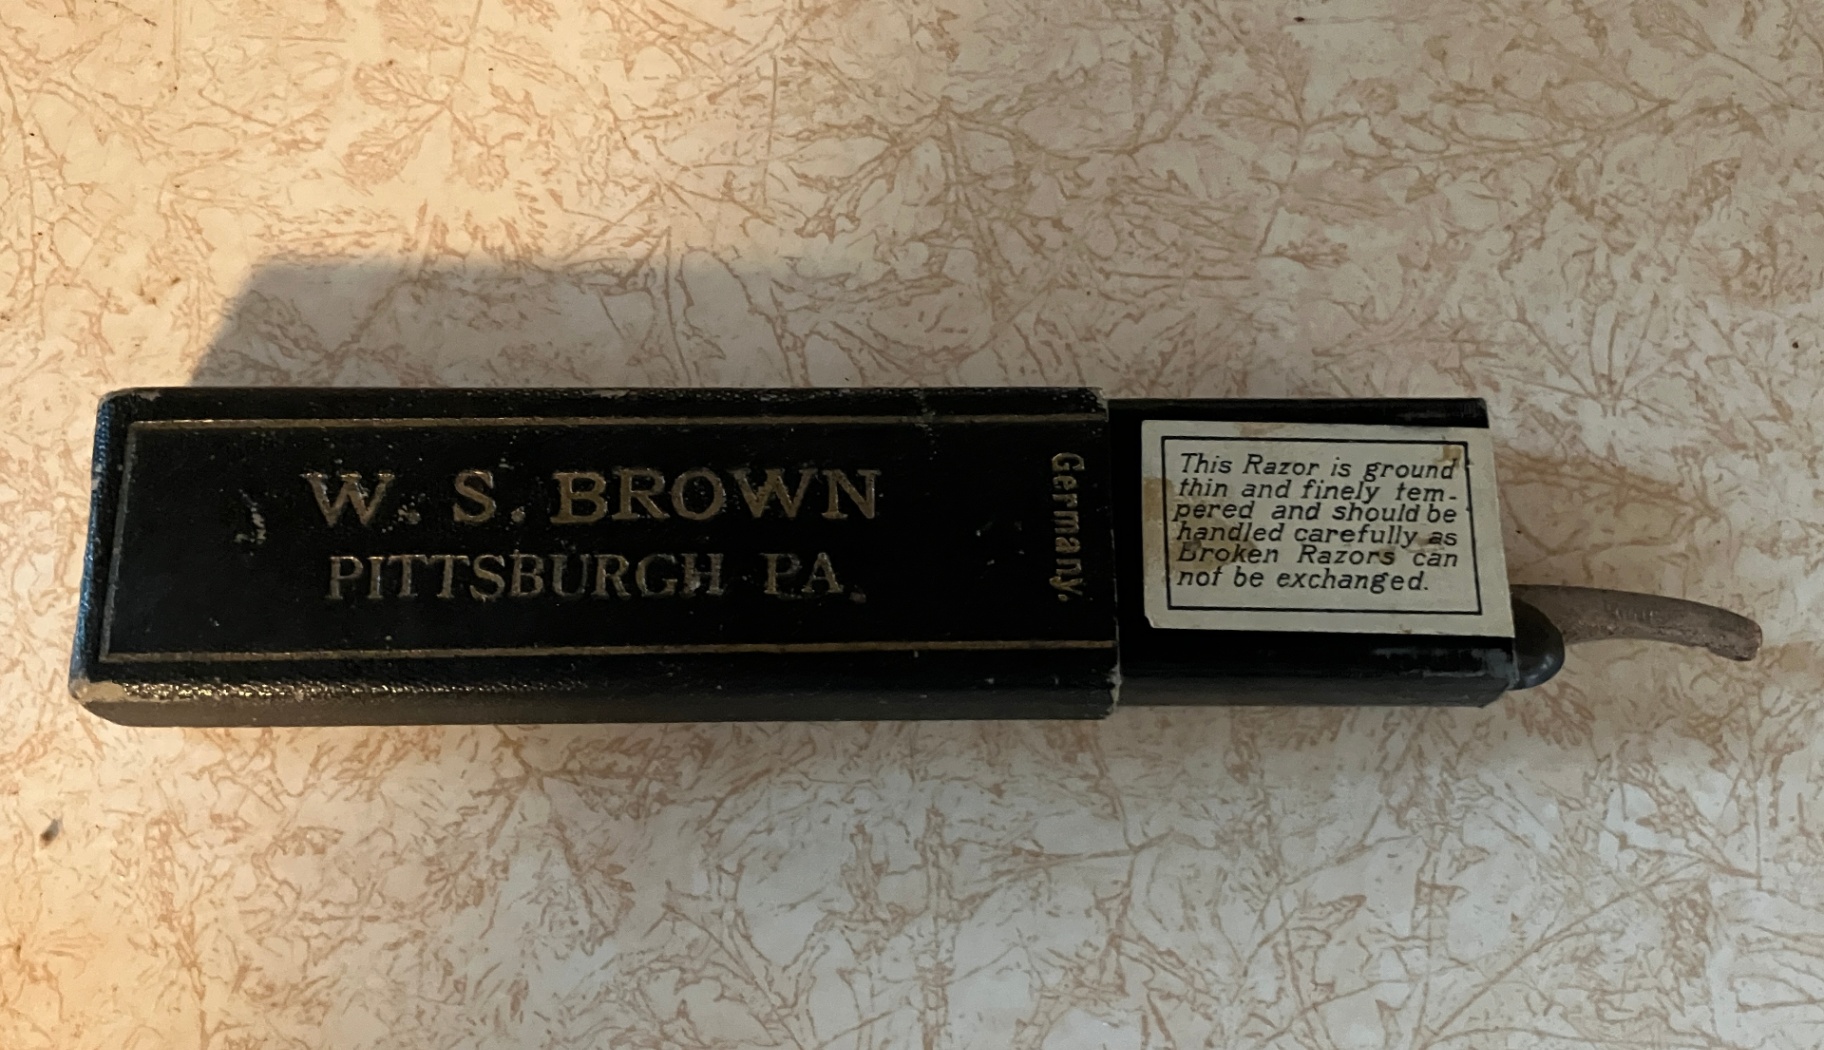 W. S. BROWN
PITTSBURGH PA.
Germany.
This Razor is ground
thin and finely tem-
pered and should be
handled carefully as
Broken Razors can
not be exchanged.